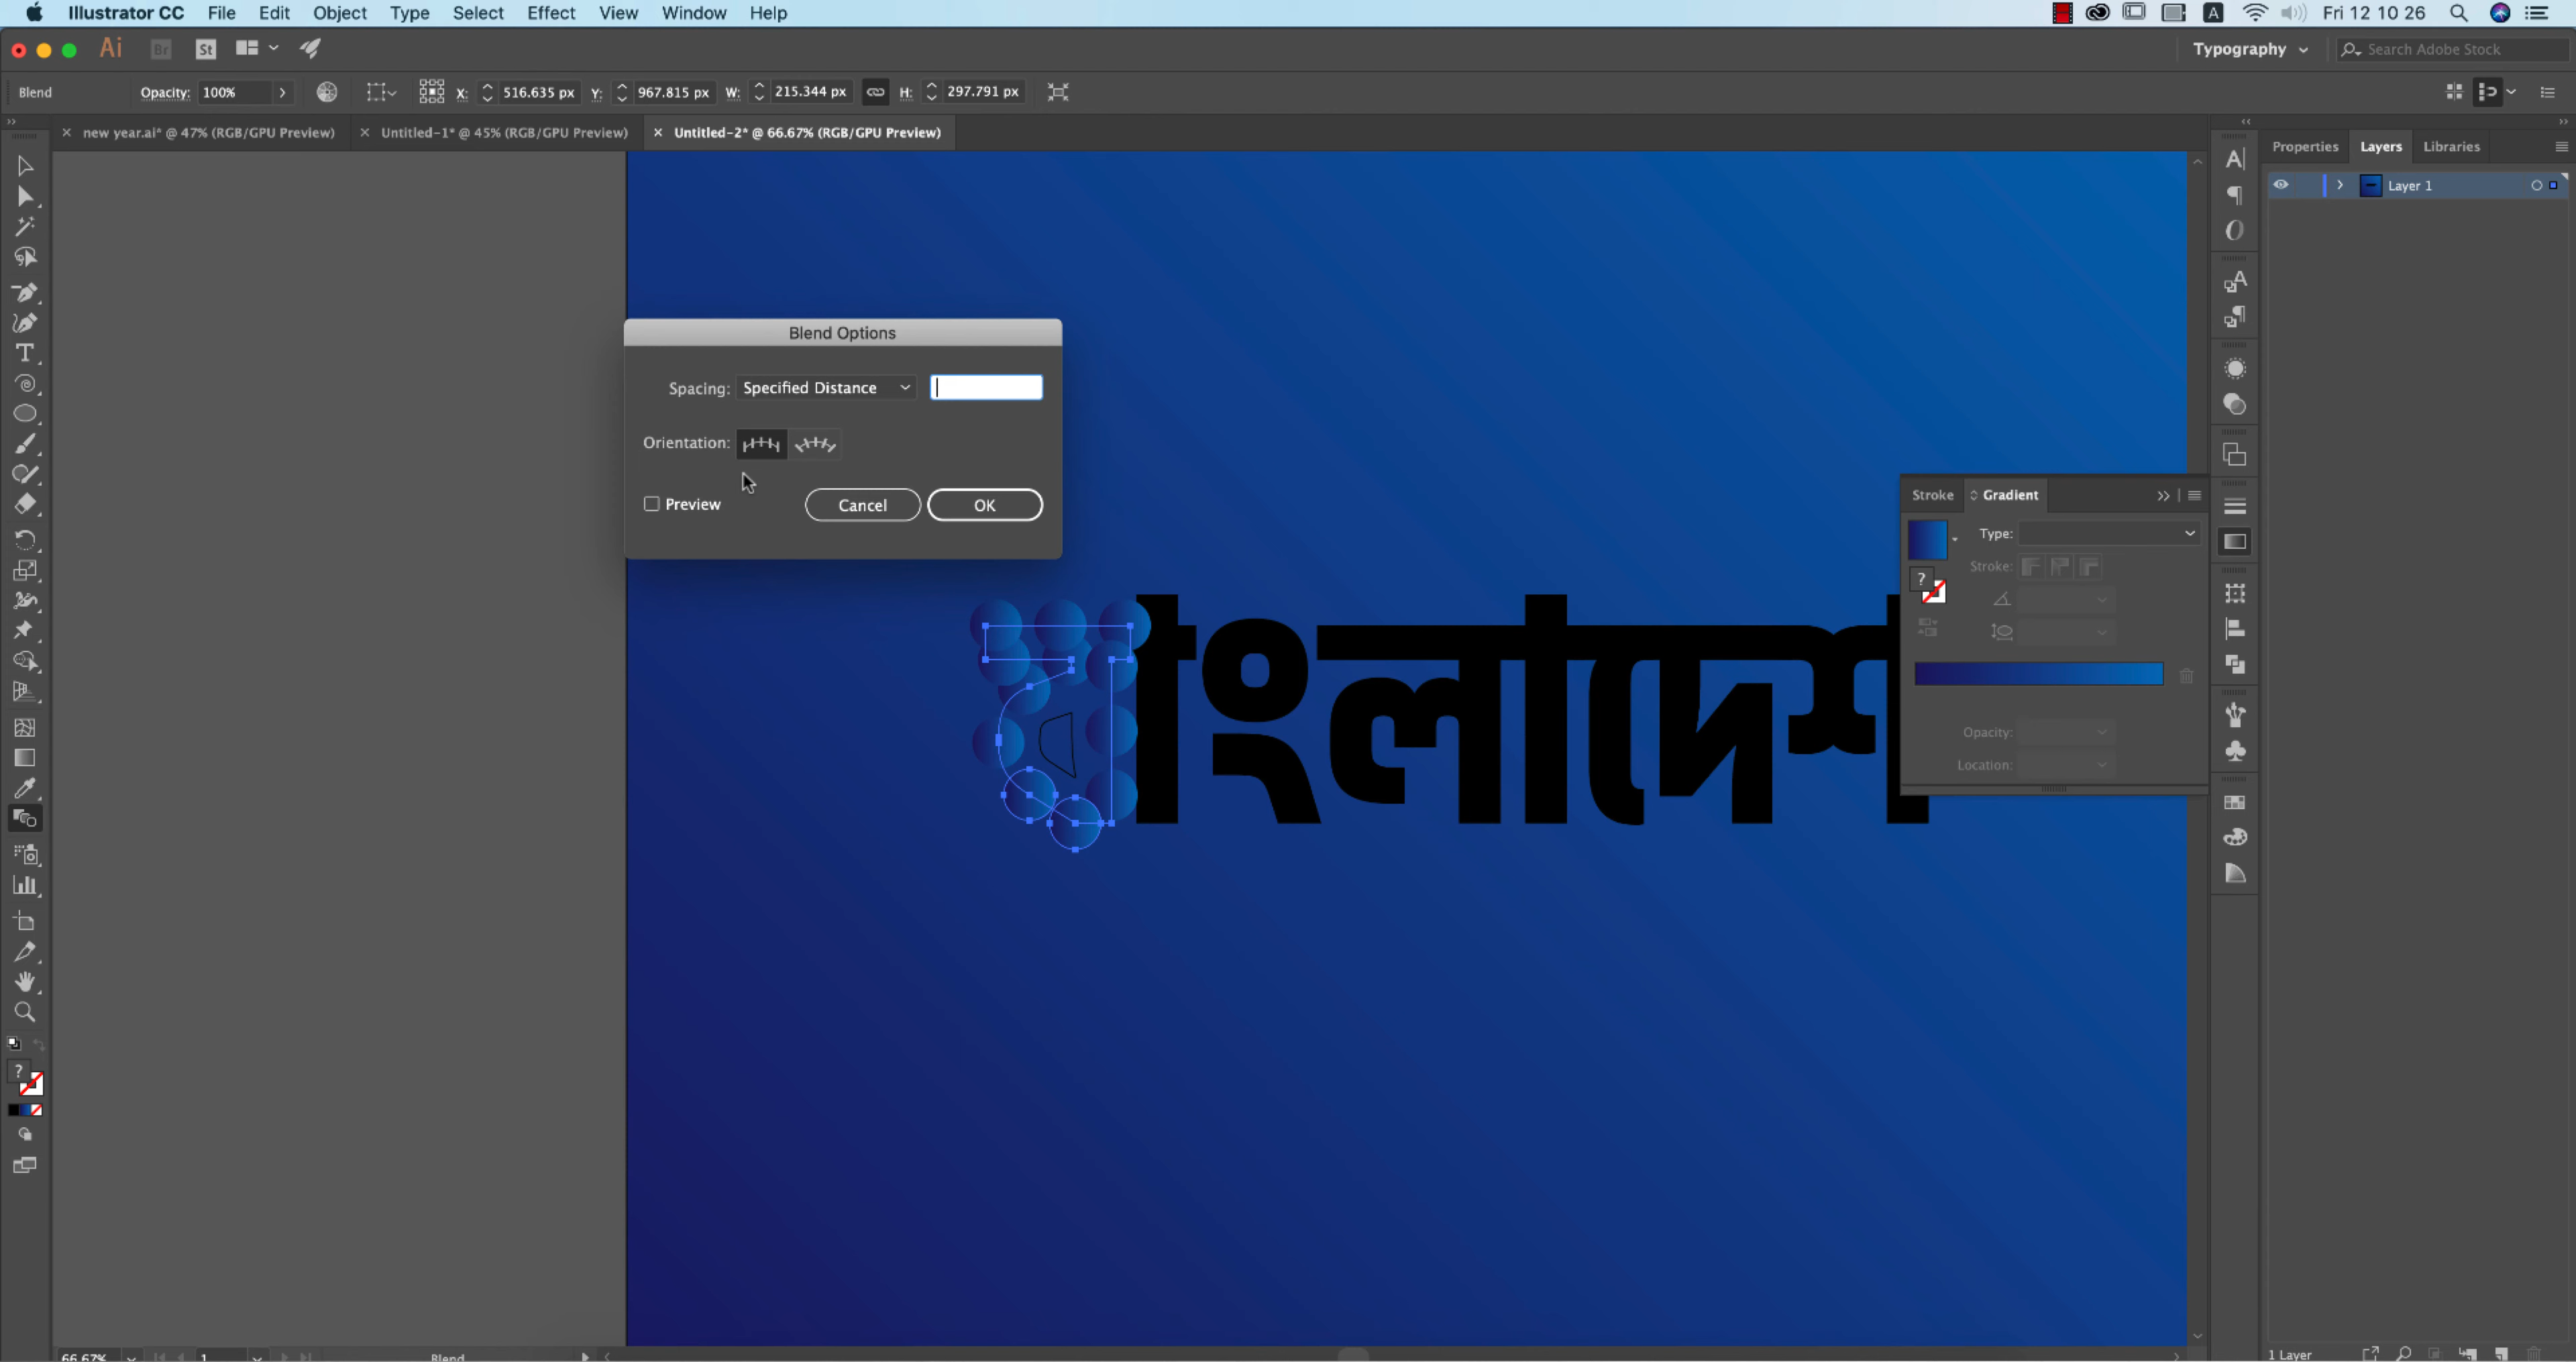 Illustrator CC File Edit Object Type Select Effect View Window Help
A Fri 12 10 26
Ai Br St
Typography
Search Adobe Stock
Blend Opacity: 100% X: 516.635 px Y: 967.815 px W: 215.344 px H: 297.791 px
new year.ai* @ 47% (RGB/GPU Preview) Untitled-1* @ 45% (RGB/GPU Preview) Untitled-2* @ 66.67% (RGB/GPU Preview)
Properties Layers Libraries
Layer 1
Blend Options
Spacing: Specified Distance
Orientation:
Preview Cancel OK
Stroke Gradient
Type:
Stroke:
Opacity:
Location:
াংলাদেশ
66.67% 1 Blend
1 Layer